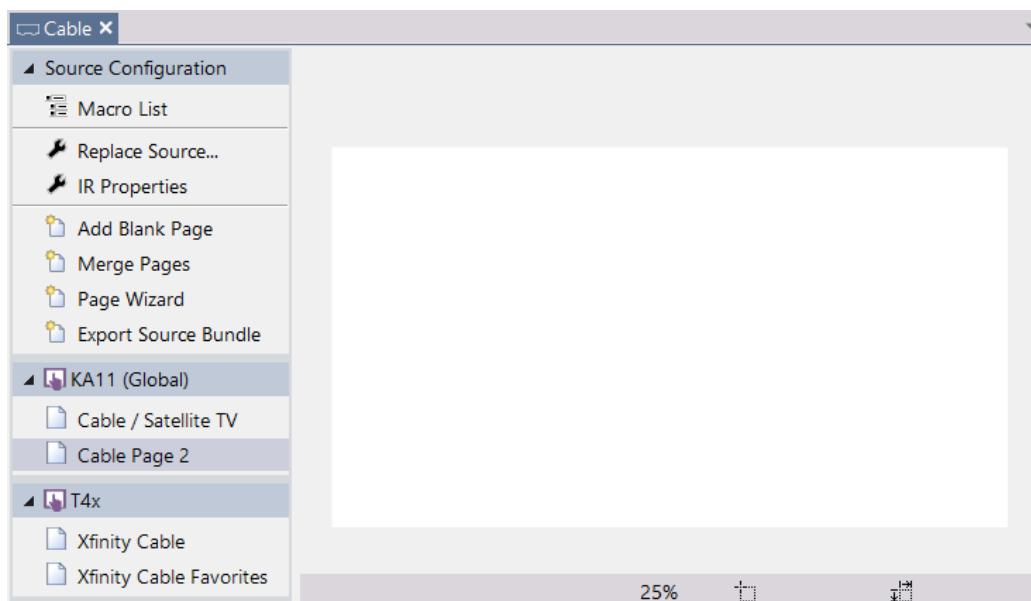 Cable
Source Configuration
Macro List
Replace Source...
IR Properties
Add Blank Page
Merge Pages
Page Wizard
Export Source Bundle
KA11 (Global)
Cable / Satellite TV
Cable Page 2
T4x
Xfinity Cable
Xfinity Cable Favorites
25%